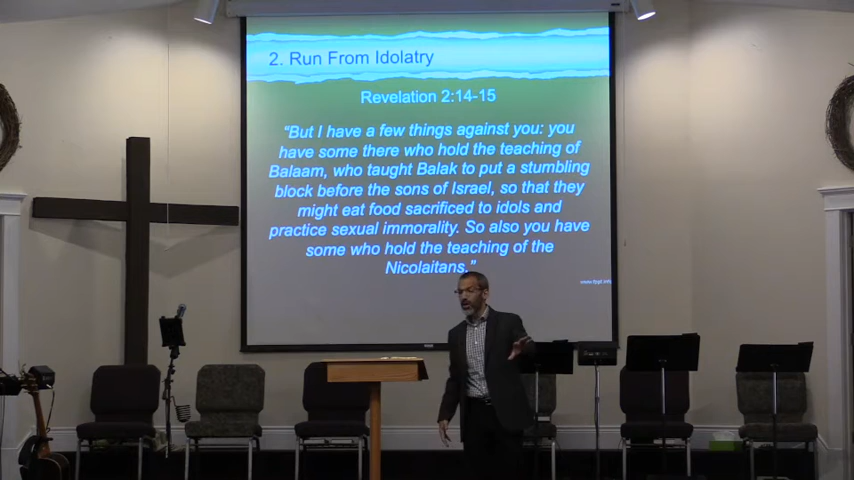 2. Run From Idolatry
Revelation 2:14-15
"But I have a few things against you: you
have some there who hold the teaching of
Balaam, who taught Balak to put a stumbling
block before the sons of Israel, so that they
might eat food sacrificed to idols and
practice sexual immorality. So also you have
some who hold the teaching of the
Nicolaitans."